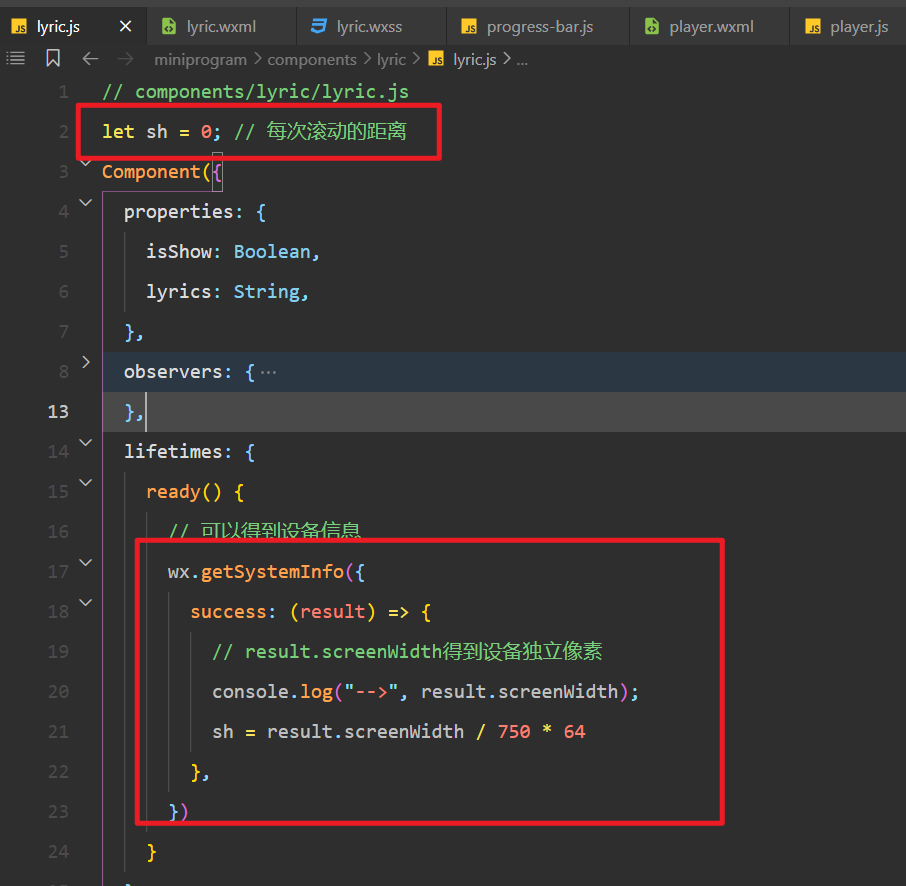 JS lyric.js
lyric.wxml
lyric.wxss
JS progress-bar.js
player.wxml
JS player.js
miniprogram > components > lyric > JS lyric.js > ...
1 // components/lyric/lyric.js
2 let sh = 0; // 每次滚动的距离
3 Component({
4 properties: {
5 isShow: Boolean,
6 lyrics: String,
7 },
8 observers: { ...
13 },
14 lifetimes: {
15 ready() {
16 // 可以得到设备信息
17 wx.getSystemInfo({
18 success: (result) => {
19 // result.screenWidth得到设备独立像素
20 console.log("-->", result.screenWidth);
21 sh = result.screenWidth / 750 * 64
22 },
23 })
24 }